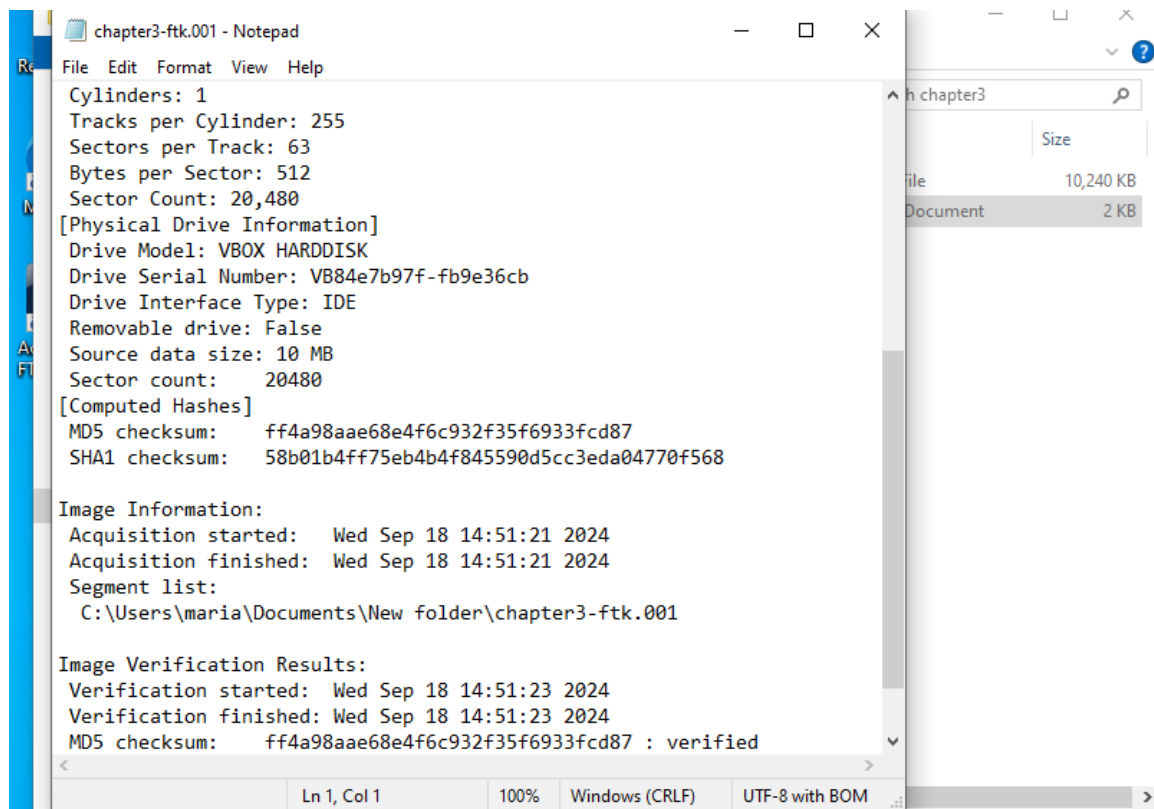 chapter3-ftk.001 - Notepad
File Edit Format View Help
Cylinders: 1
Tracks per Cylinder: 255
Sectors per Track: 63
Bytes per Sector: 512
Sector Count: 20,480
[Physical Drive Information]
Drive Model: VBOX HARDDISK
Drive Serial Number: VB84e7b97f-fb9e36cb
Drive Interface Type: IDE
Removable drive: False
Source data size: 10 MB
Sector count: 20480
[Computed Hashes]
MD5 checksum: ff4a98aae68e4f6c932f35f6933fcd87
SHA1 checksum: 58b01b4ff75eb4b4f845590d5cc3eda04770f568
Image Information:
Acquisition started: Wed Sep 18 14:51:21 2024
Acquisition finished: Wed Sep 18 14:51:21 2024
Segment list:
C:\Users\maria\Documents\New folder\chapter3-ftk.001
Image Verification Results:
Verification started: Wed Sep 18 14:51:23 2024
Verification finished: Wed Sep 18 14:51:23 2024
MD5 checksum: ff4a98aae68e4f6c932f35f6933fcd87 : verified
Ln 1, Col 1 100% Windows (CRLF) UTF-8 with BOM
h chapter3
Size
File 10,240 KB
Document 2 KB
Re
M
Ac
FT